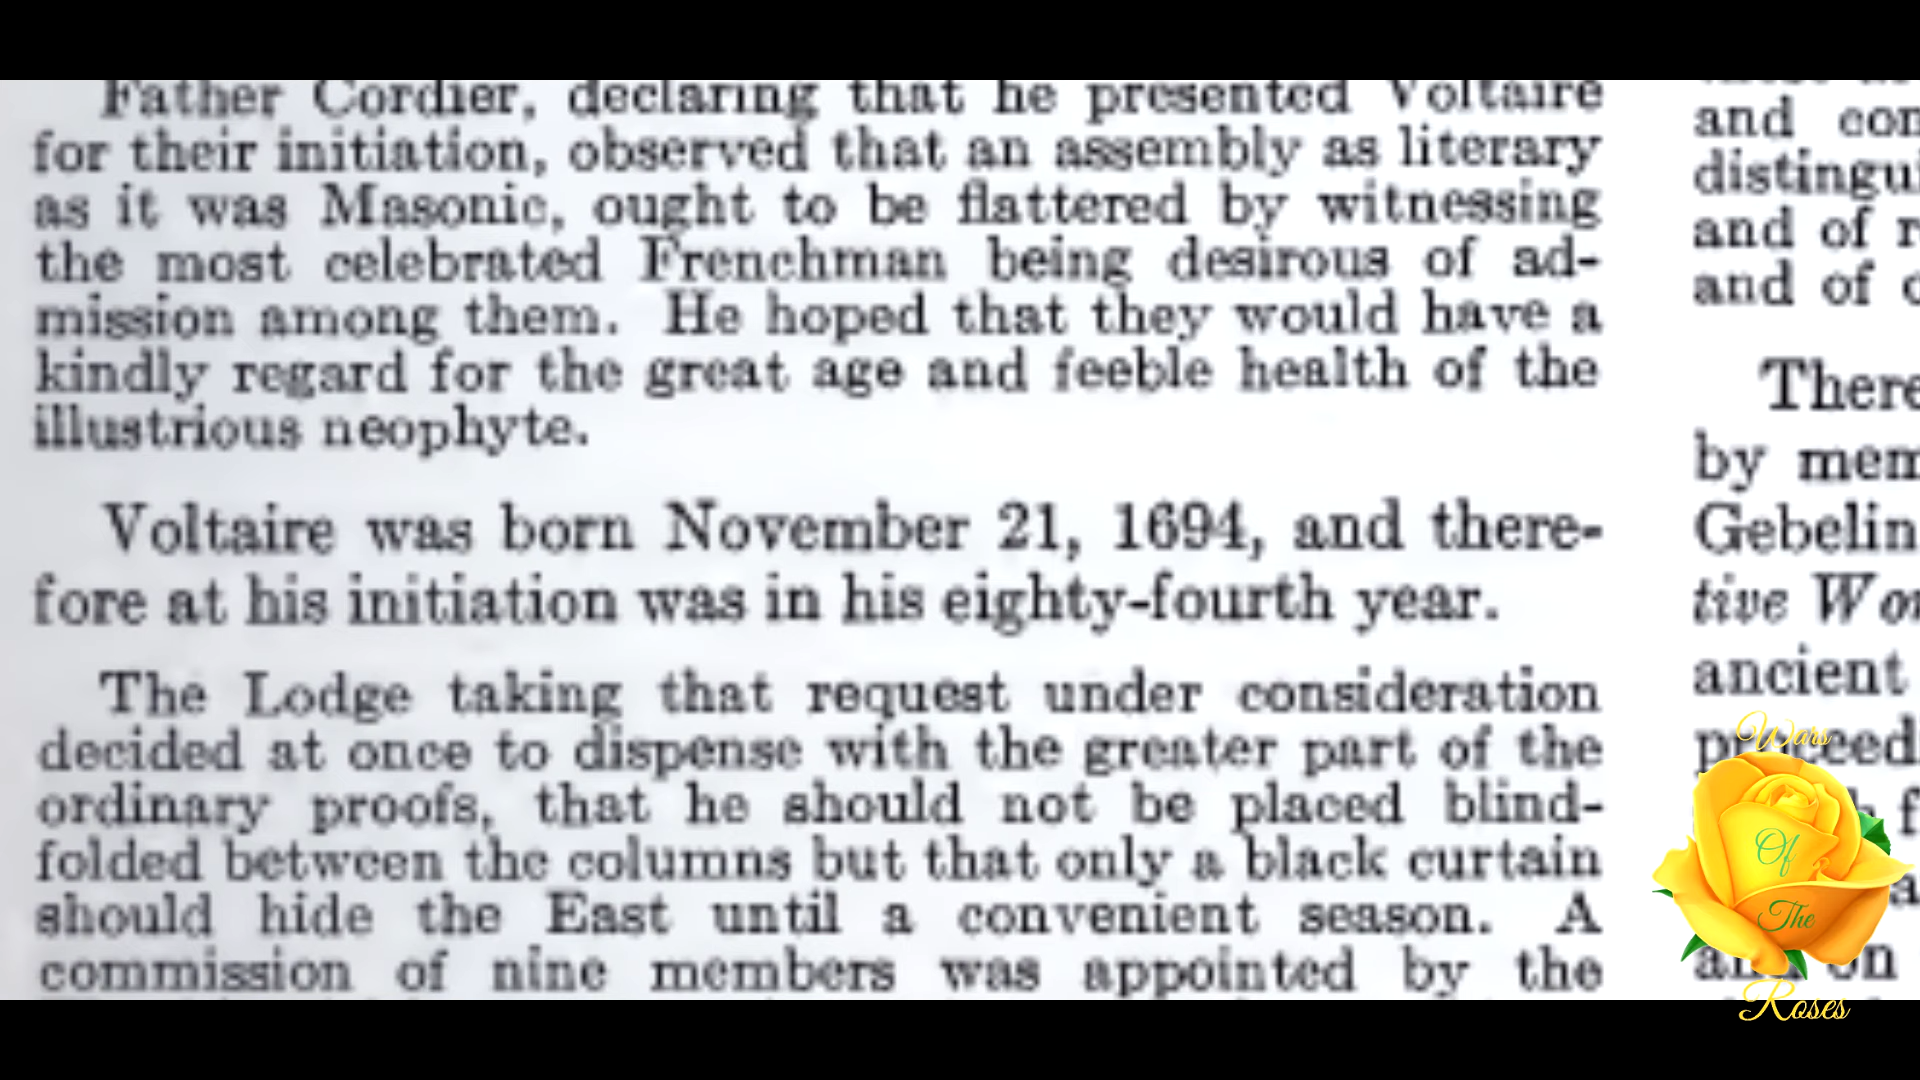 Father Cordier, declaring that he presented Voltaire
for their initiation, observed that an assembly as literary
as it was Masonic, ought to be flattered by witnessing
the most celebrated Frenchman being desirous of ad-
mission among them. He hoped that they would have a
kindly regard for the great age and feeble health of the
illustrious neophyte.
Voltaire was born November 21, 1694, and there-
fore at his initiation was in his eighty-fourth year.
The Lodge taking that request under consideration
decided at once to dispense with the greater part of the
ordinary proofs, that he should not be placed blind-
folded between the columns but that only a black curtain
should hide the East until a convenient season. A
commission of nine members was appointed by the
and con
distingui
and of
and of
There
by mem
Gebelin
tive Wor
ancient
Wars
Of
The
Roses